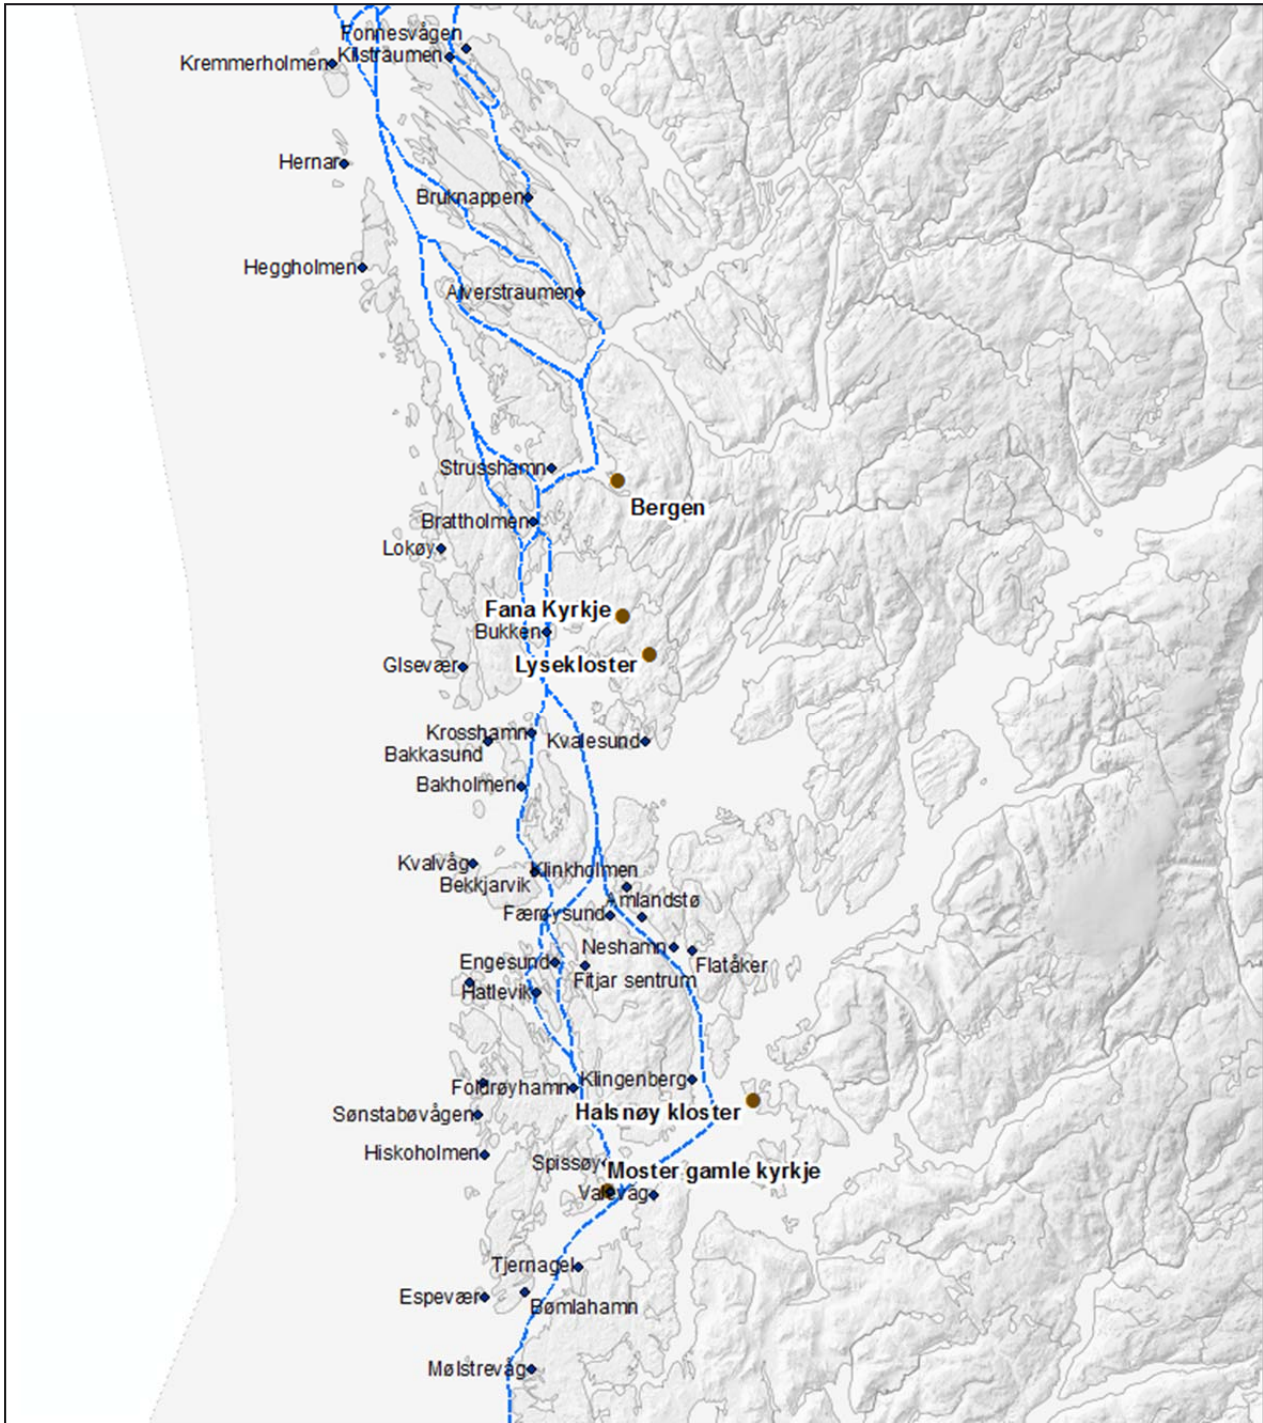 Fonnesvågen
Kilstraumen
Kremmerholmen
Hernar
Bruknappen
Heggholmen
Alverstraumen
Strusshamn
Bergen
Brattholmen
Lokøy
Fana Kyrkje
Bukken
Glsevær
Lysekloster
Krosshamn
Kvalesund
Bakkasund
Bakholmen
Kvalvåg
Klinkholmen
Bekkjarvik
Åmlandstø
Færøysund
Neshamn
Engesund
Flatåker
Fitjar sentrum
Hatlevik
Klingenberg
Foldrøyhamn
Halsnøy kloster
Sønstabøvågen
Hiskoholmen
Spissøy
Moster gamle kyrkje
Valevåg
Tjernagel
Espevær
Bømlahamn
Mølstrevåg